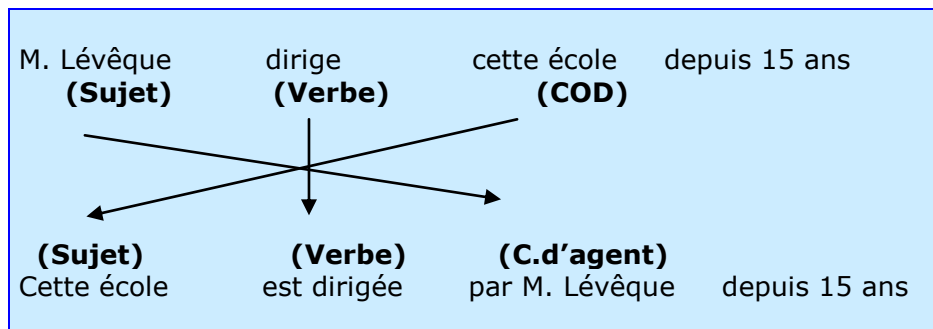 M. Lévêque dirige cette école depuis 15 ans
(Sujet) (Verbe) (COD)
(Sujet) (Verbe) (C.d'agent)
Cette école est dirigée par M. Lévêque depuis 15 ans